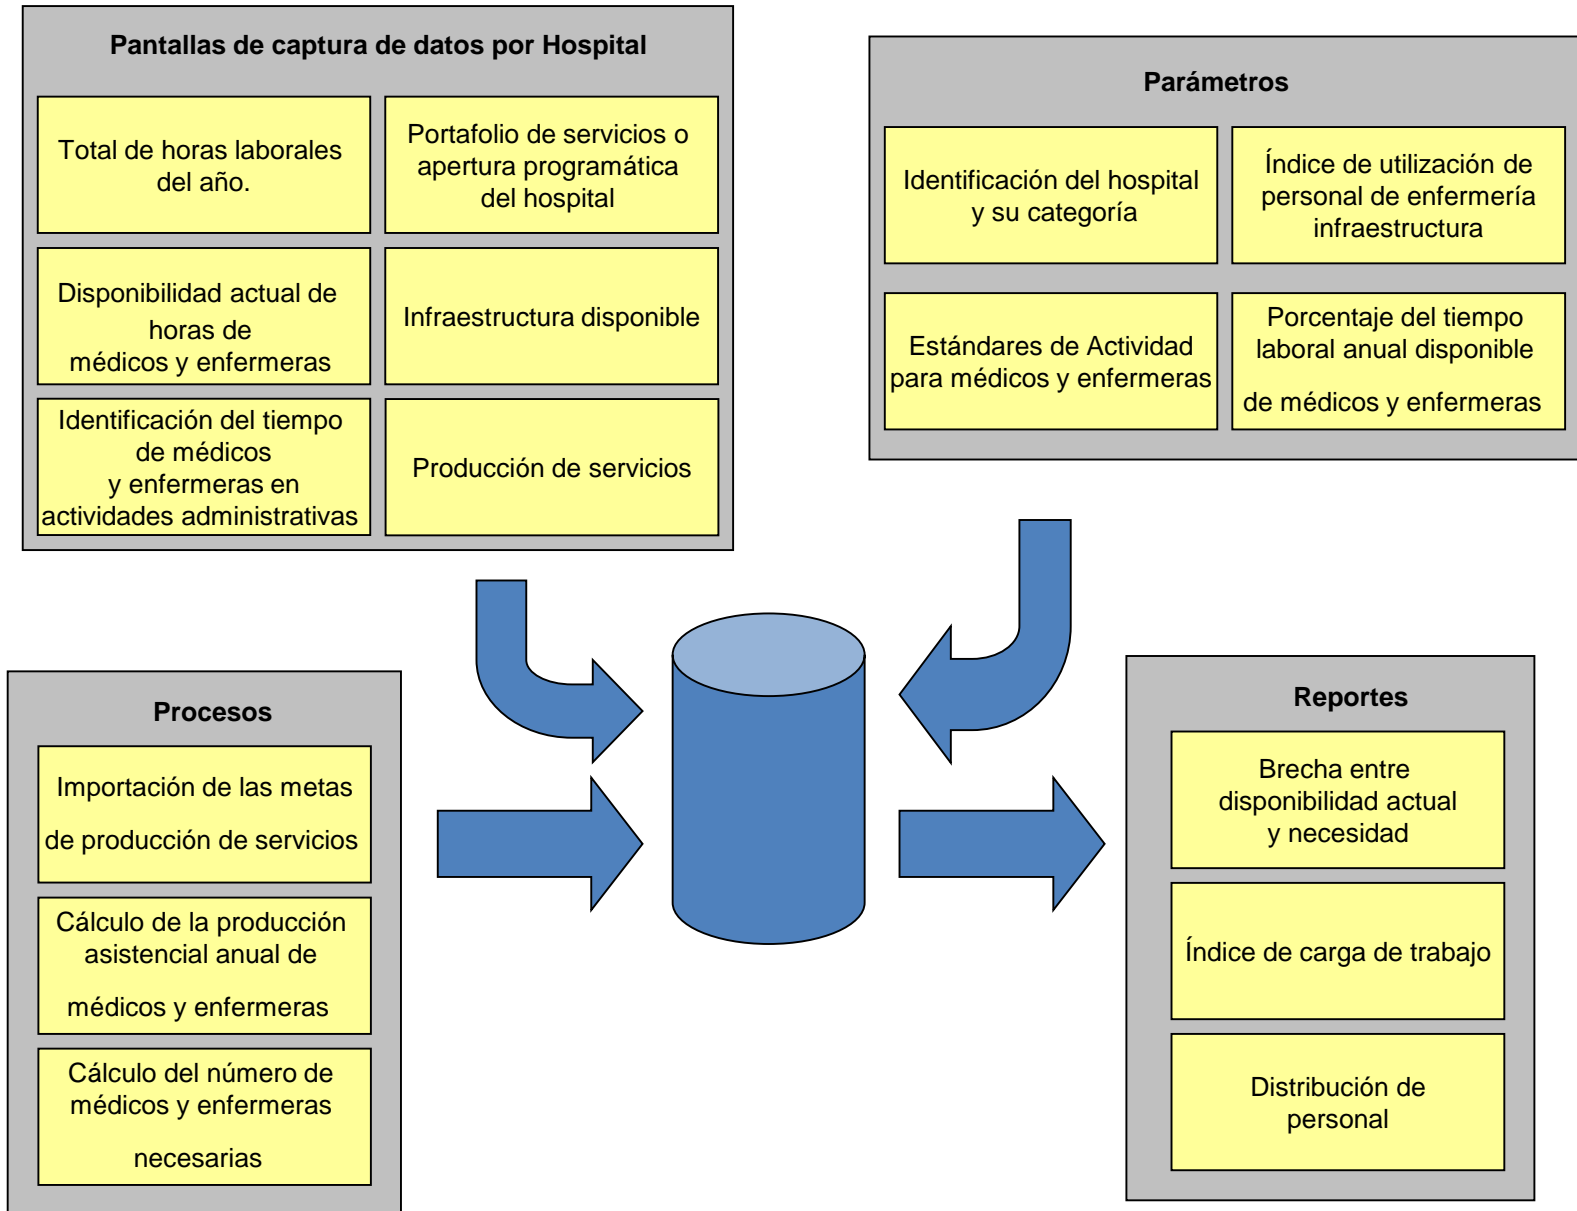 Pantallas de captura de datos por Hospital
Total de horas laborales
del año.
Portafolio de servicios o
apertura programática
del hospital
Disponibilidad actual de
horas de
médicos y enfermeras
Infraestructura disponible
Identificación del tiempo
de médicos
y enfermeras en
actividades administrativas
Producción de servicios
Parámetros
Identificación del hospital
y su categoría
Índice de utilización de
personal de enfermería
infraestructura
Estándares de Actividad
para médicos y enfermeras
Porcentaje del tiempo
laboral anual disponible
de médicos y enfermeras
Procesos
Importación de las metas
de producción de servicios
Cálculo de la producción
asistencial anual de
médicos y enfermeras
Cálculo del número de
médicos y enfermeras
necesarias
Reportes
Brecha entre
disponibilidad actual
y necesidad
Índice de carga de trabajo
Distribución de
personal